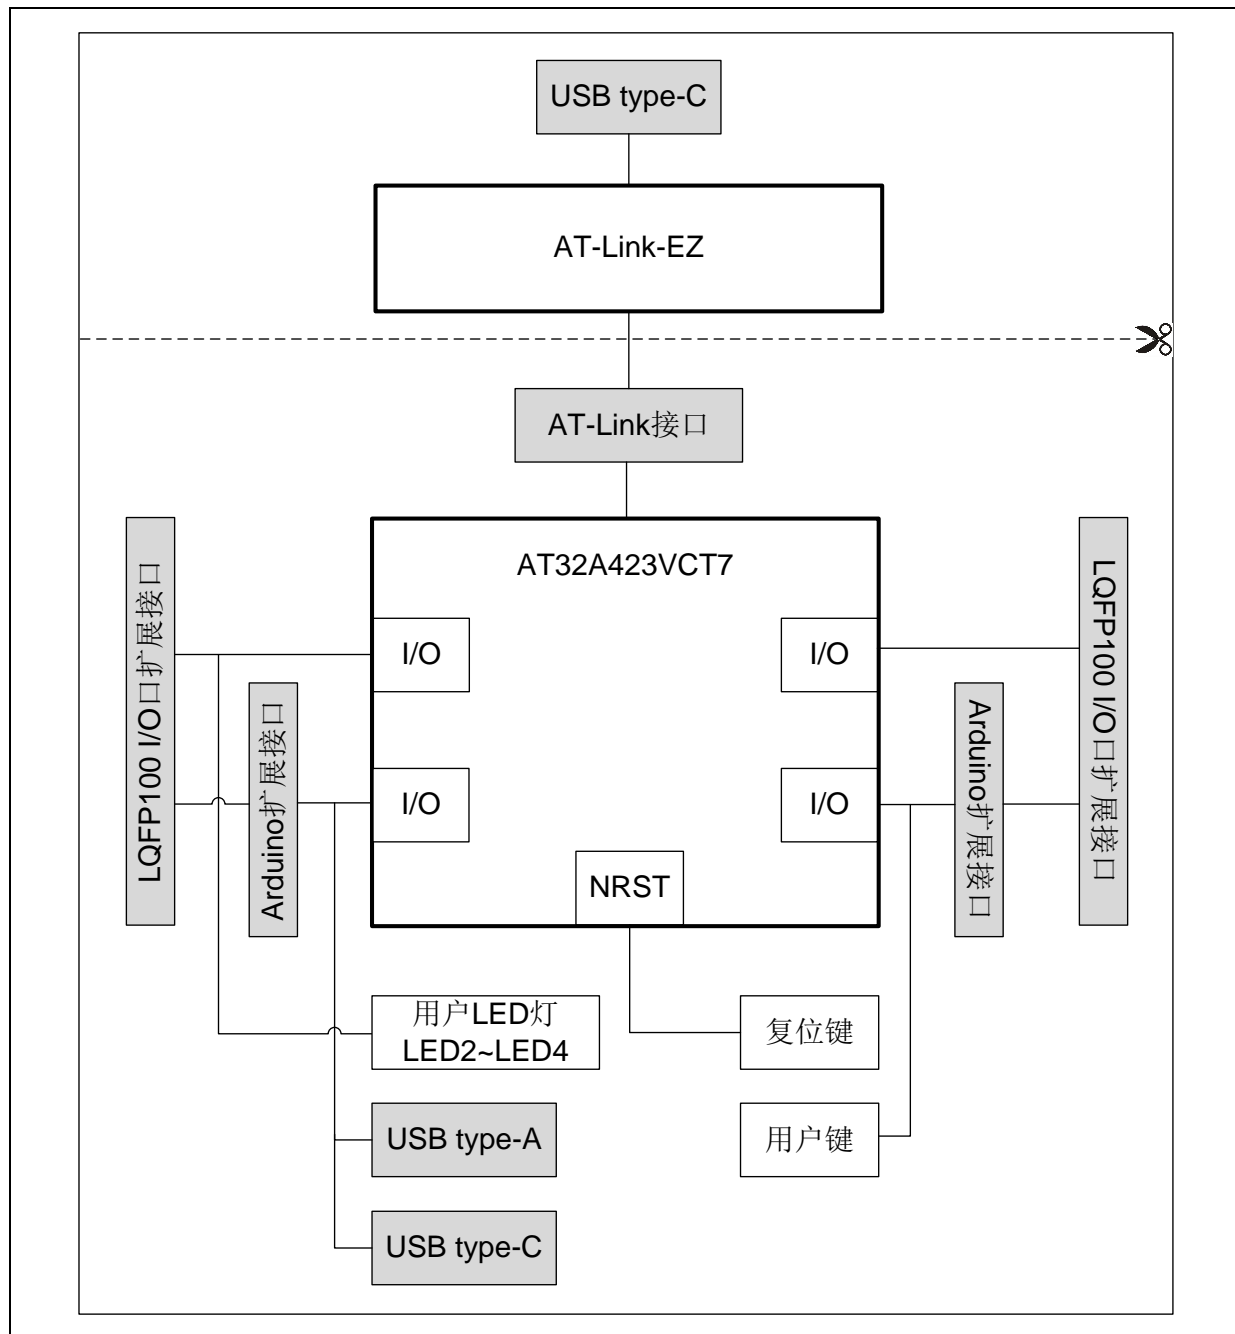 USB type-C
AT-Link-EZ
AT-Link接口
AT32A423VCT7
LQFP100 I/O口扩展接口
I/O
I/O
LQFP100 I/O口扩展接口
Arduino扩展接口
I/O
I/O
Arduino扩展接口
NRST
用户LED灯
LED2~LED4
复位键
USB type-A
用户键
USB type-C